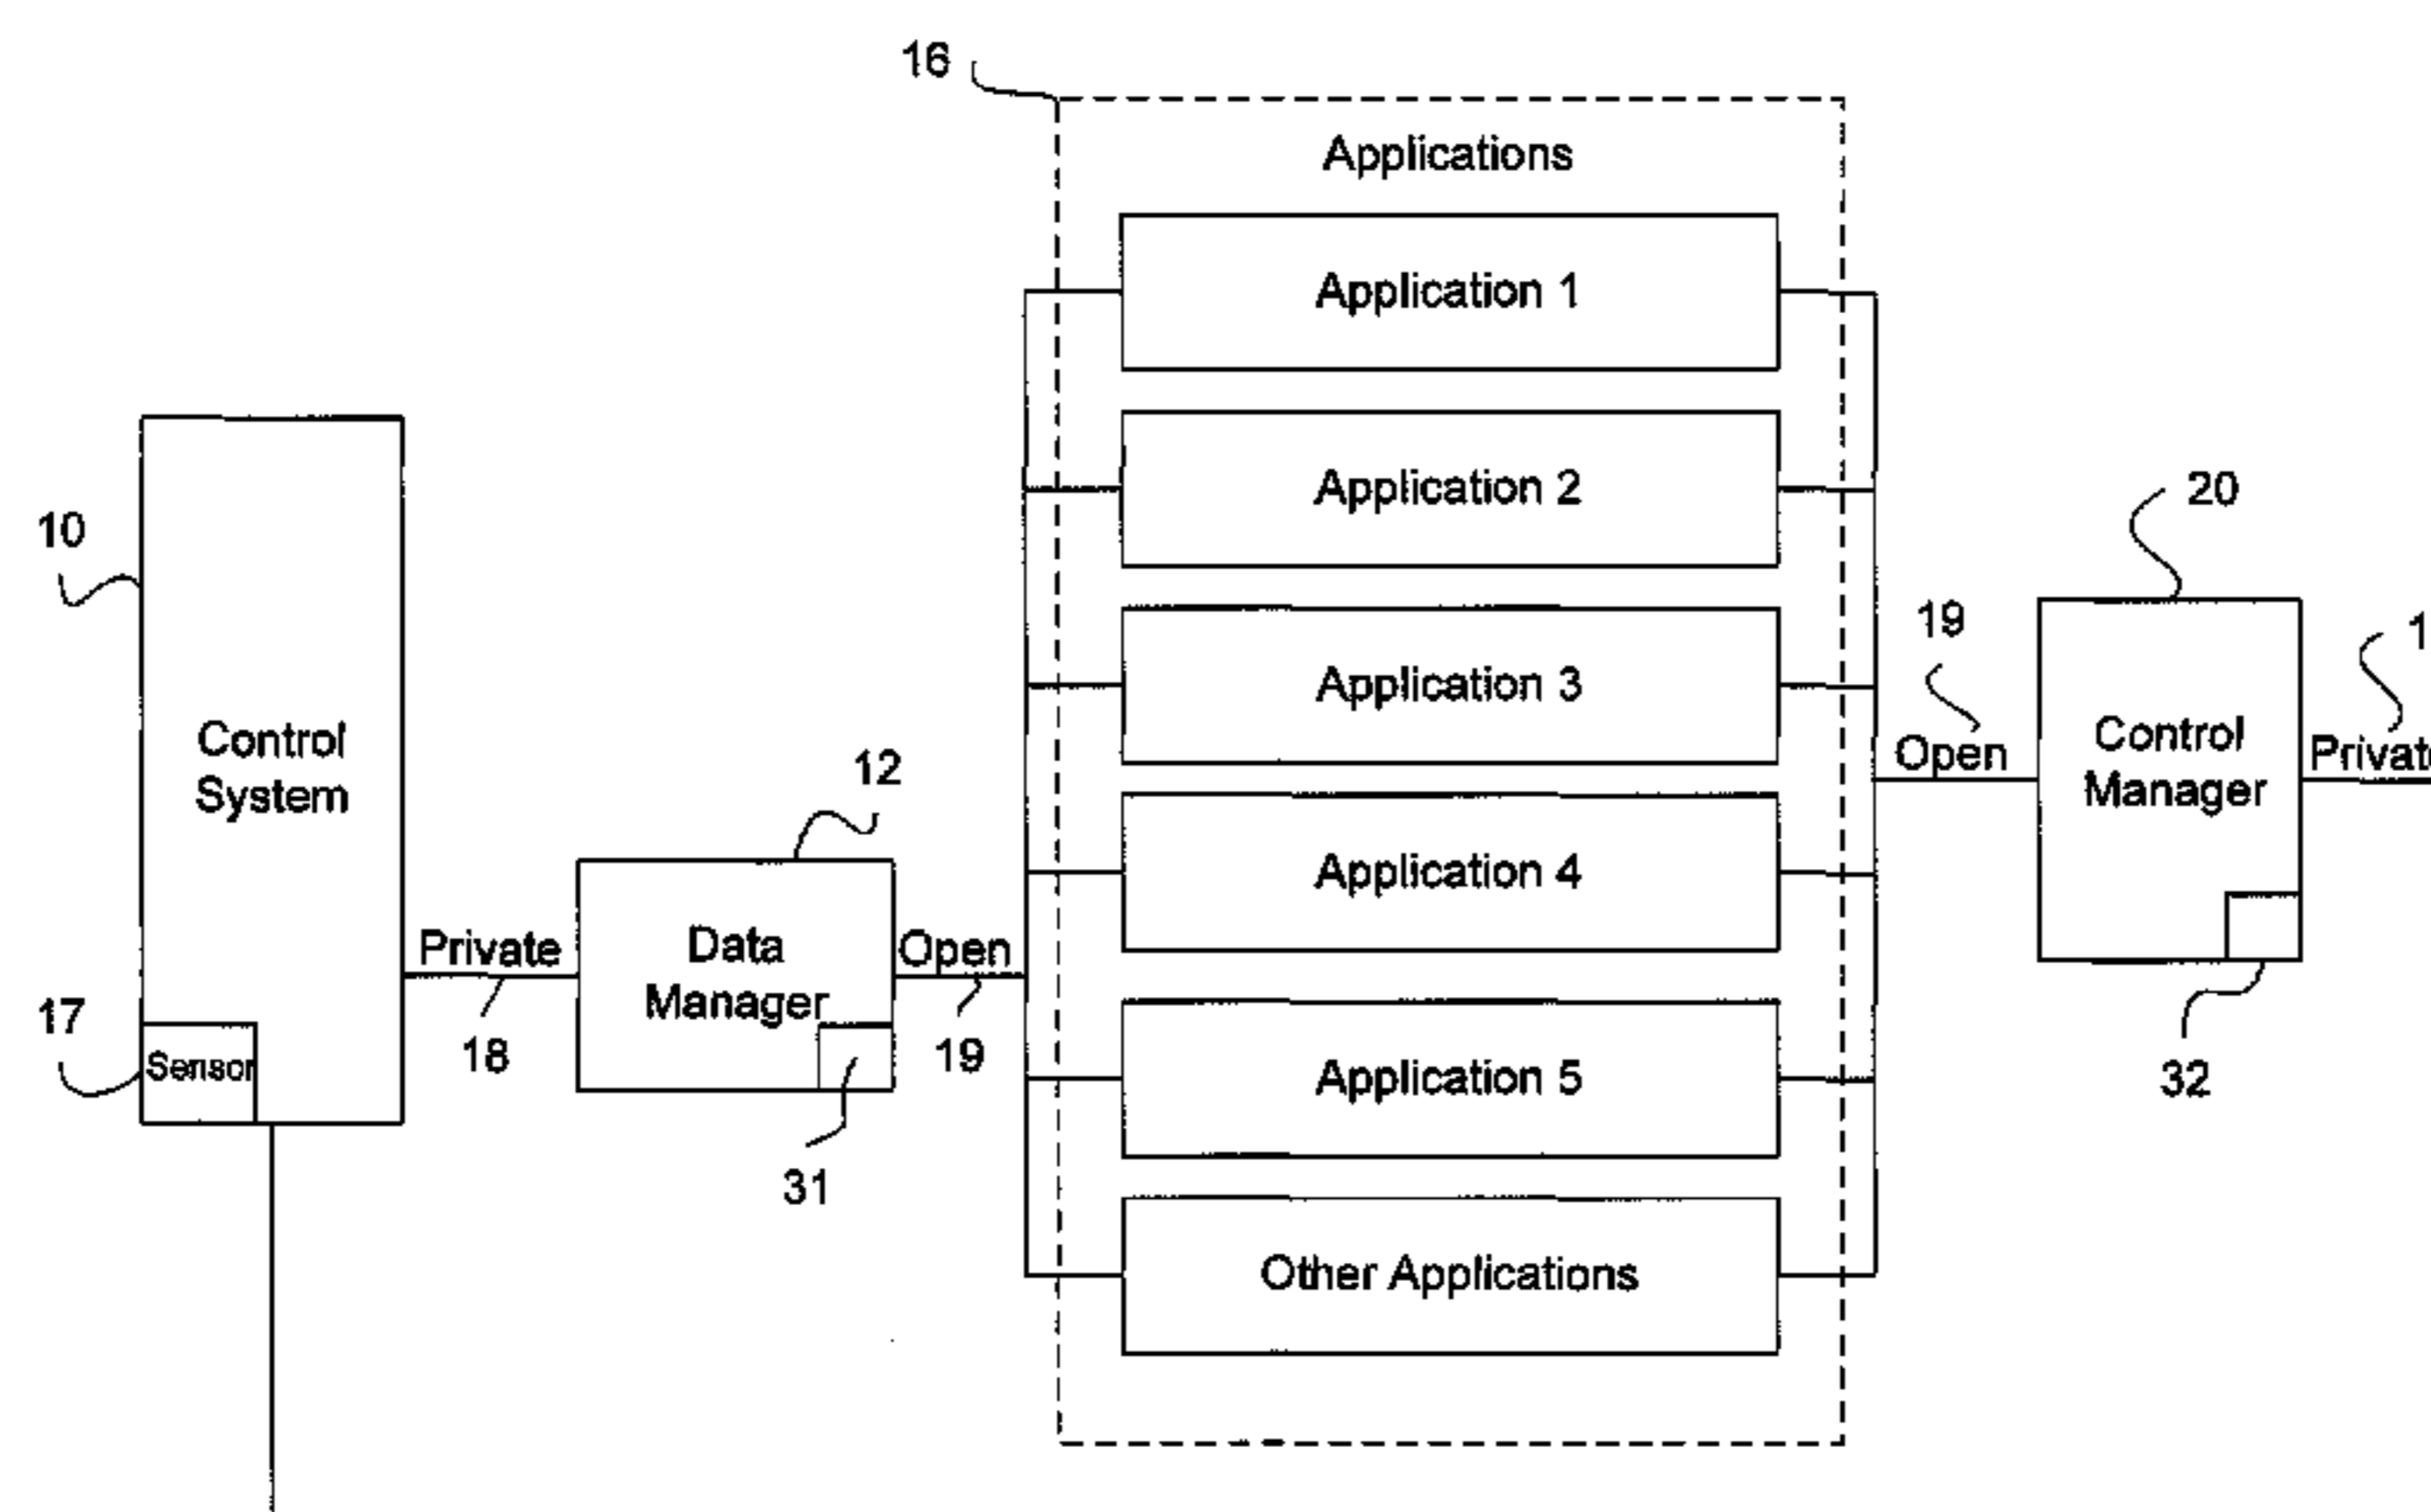 16
Applications
Application 1
Application 2
10
20
Application 3
19
Control
System
Control
Manager
Open
12
Application 4
Private
Data
Manager
Open
17
Sensor
18
19
Application 5
32
31
Other Applications